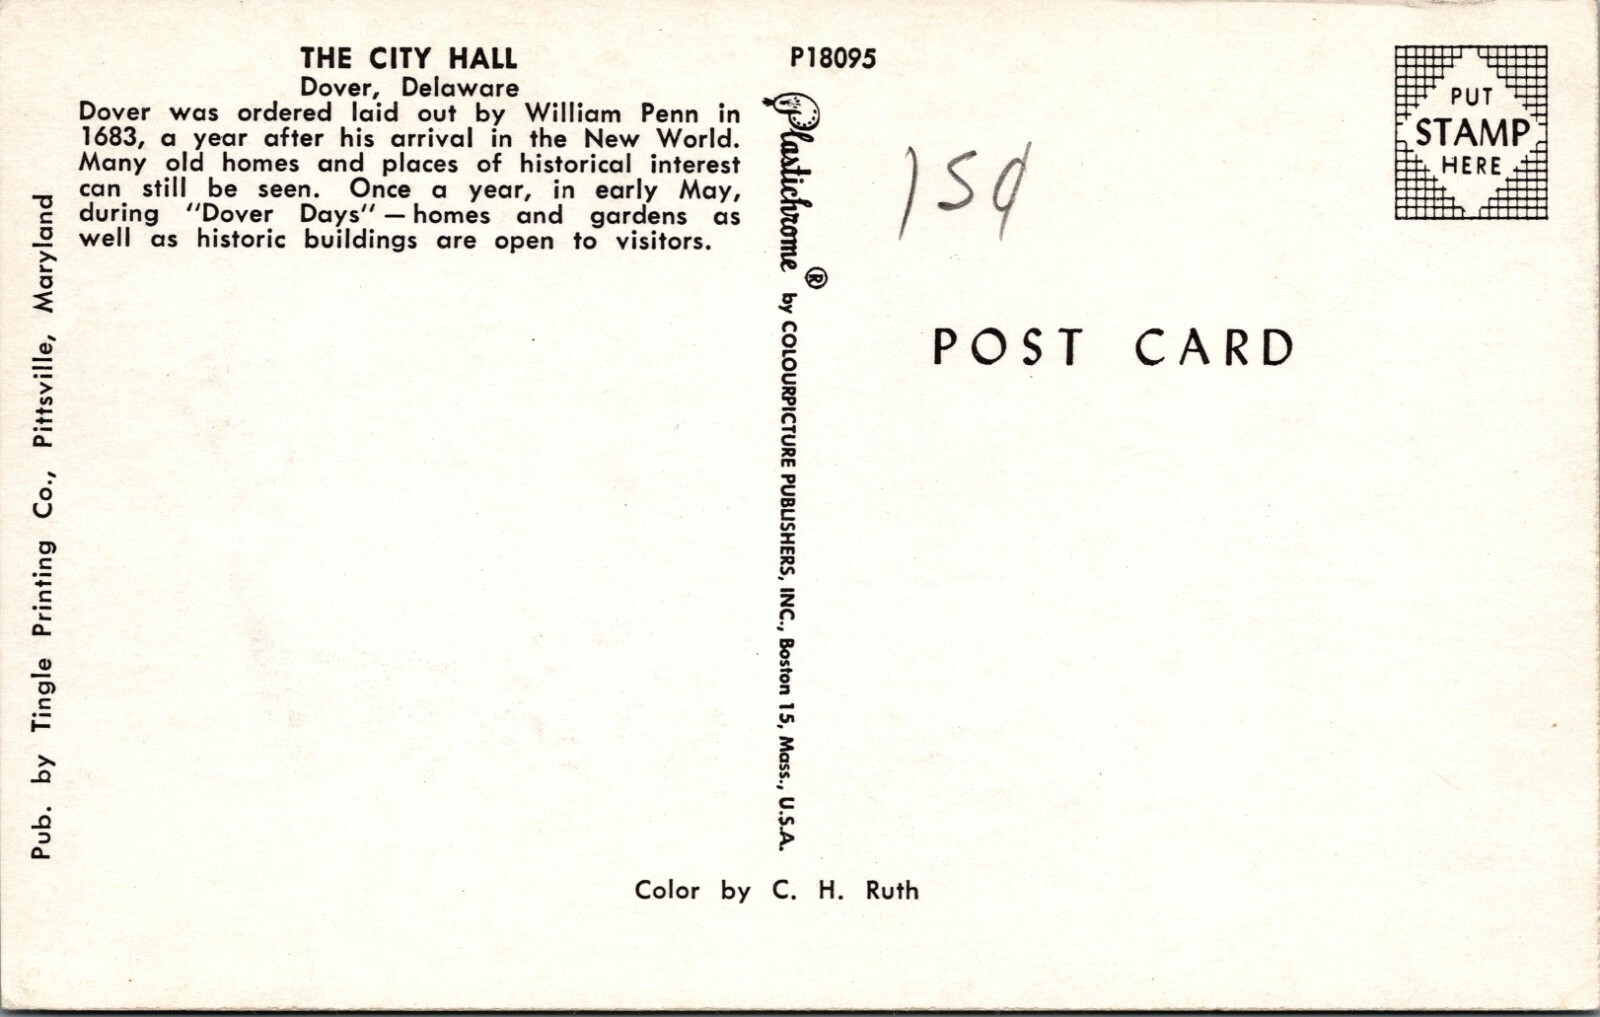 THE CITY HALL
Dover, Delaware
Dover was ordered laid out by William Penn in
1683, a year after his arrival in the New World.
Many old homes and places of historical interest
can still be seen. Once a year, in early May,
during "Dover Days" — homes and gardens as
well as historic buildings are open to visitors.
Pub. by Tingle Printing Co., Pittsville, Maryland
P18095
Plastichrome ® by COLOURPICTURE PUBLISHERS, INC., Boston 15, Mass., U.S.A.
15¢
PUT
STAMP
HERE
POST CARD
Color by C. H. Ruth